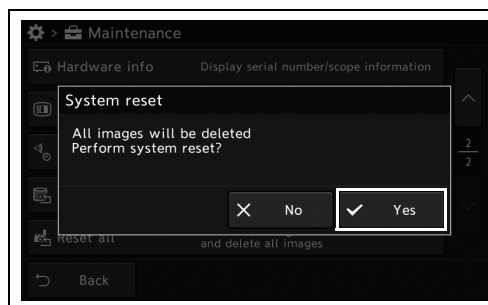 > Maintenance
Hardware info Display serial number/scope information
System reset
All images will be deleted
Perform system reset?
No Yes
Reset all
and delete all images
2
2
Back